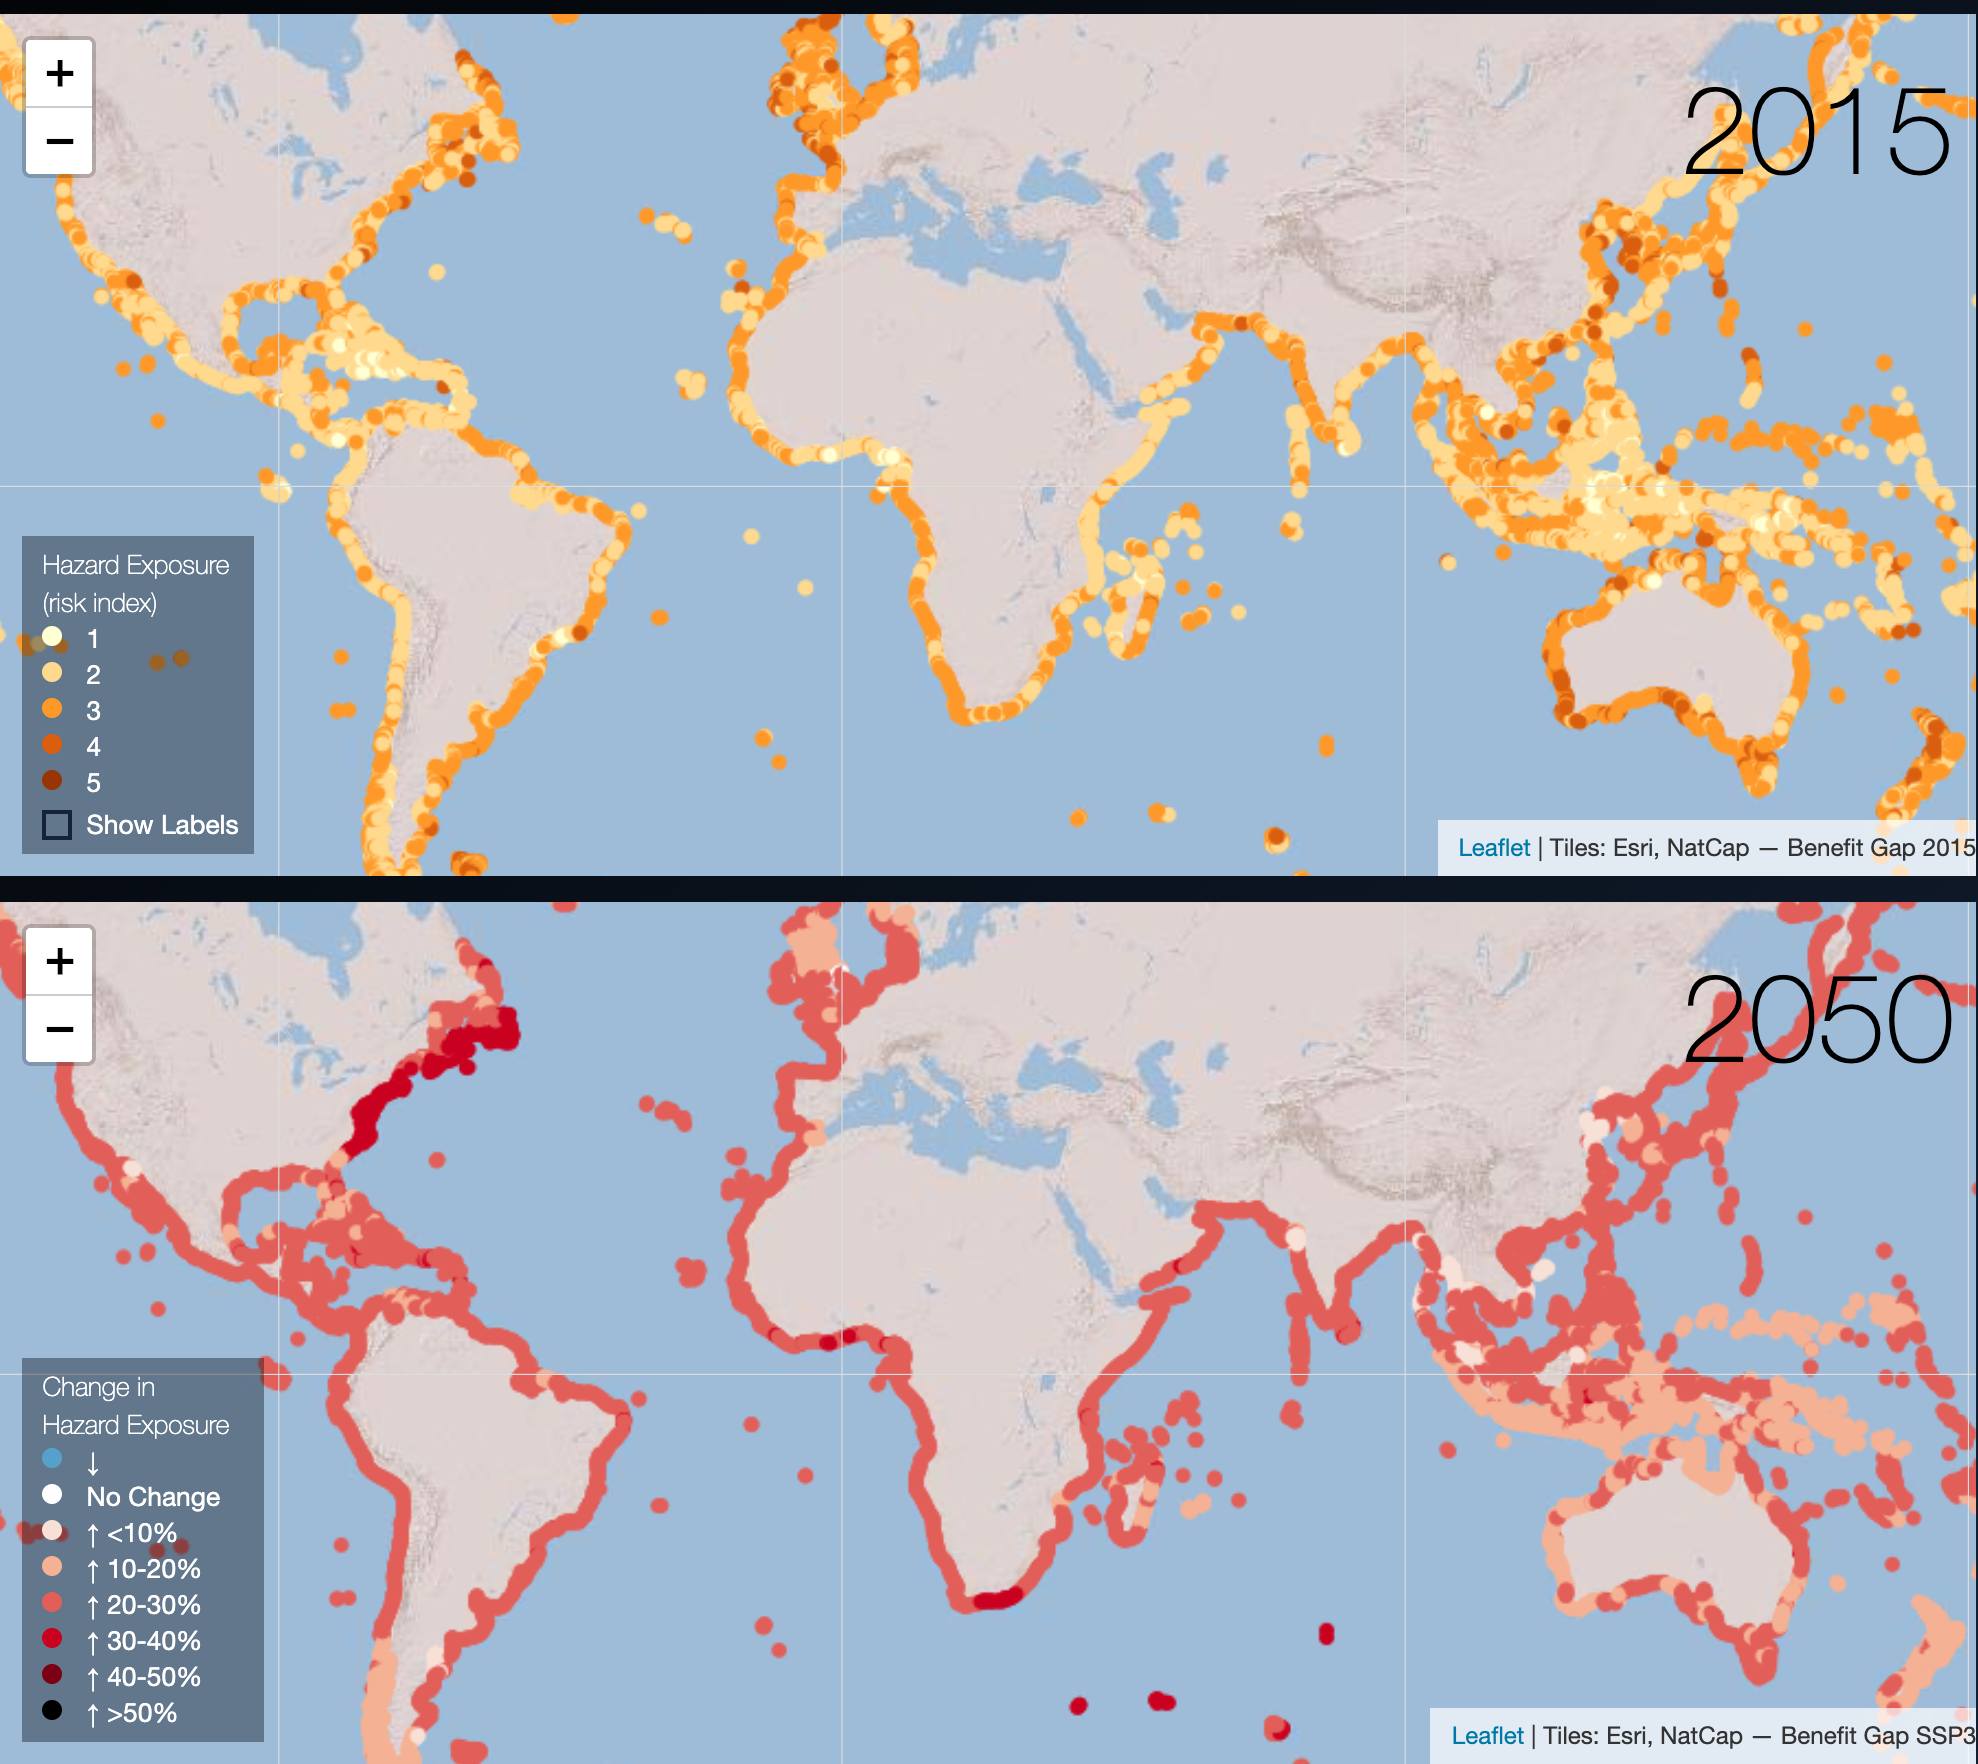 +
−
2015
Hazard Exposure
(risk index)
1
2
3
4
5
Show Labels
Leaflet | Tiles: Esri, NatCap — Benefit Gap 2015
+
−
2050
Change in
Hazard Exposure
↓
No Change
↑ <10%
↑ 10-20%
↑ 20-30%
↑ 30-40%
↑ 40-50%
↑ >50%
Leaflet | Tiles: Esri, NatCap — Benefit Gap SSP3